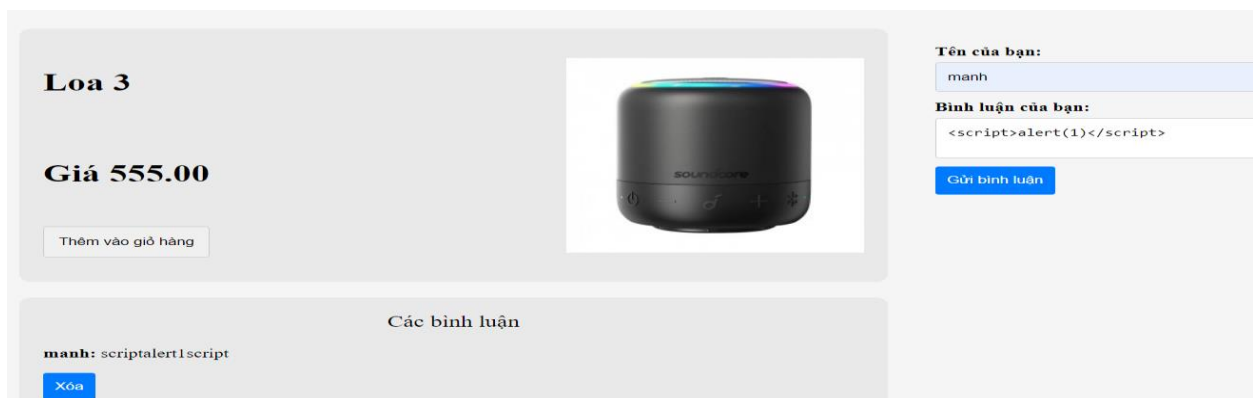 Loa 3
Giá 555.00
Thêm vào giỏ hàng
soundcore
Tên của bạn:
manh
Bình luận của bạn:
<script>alert(1)</script>
Gửi bình luận
Các bình luận
manh: scriptalert1script
Xóa